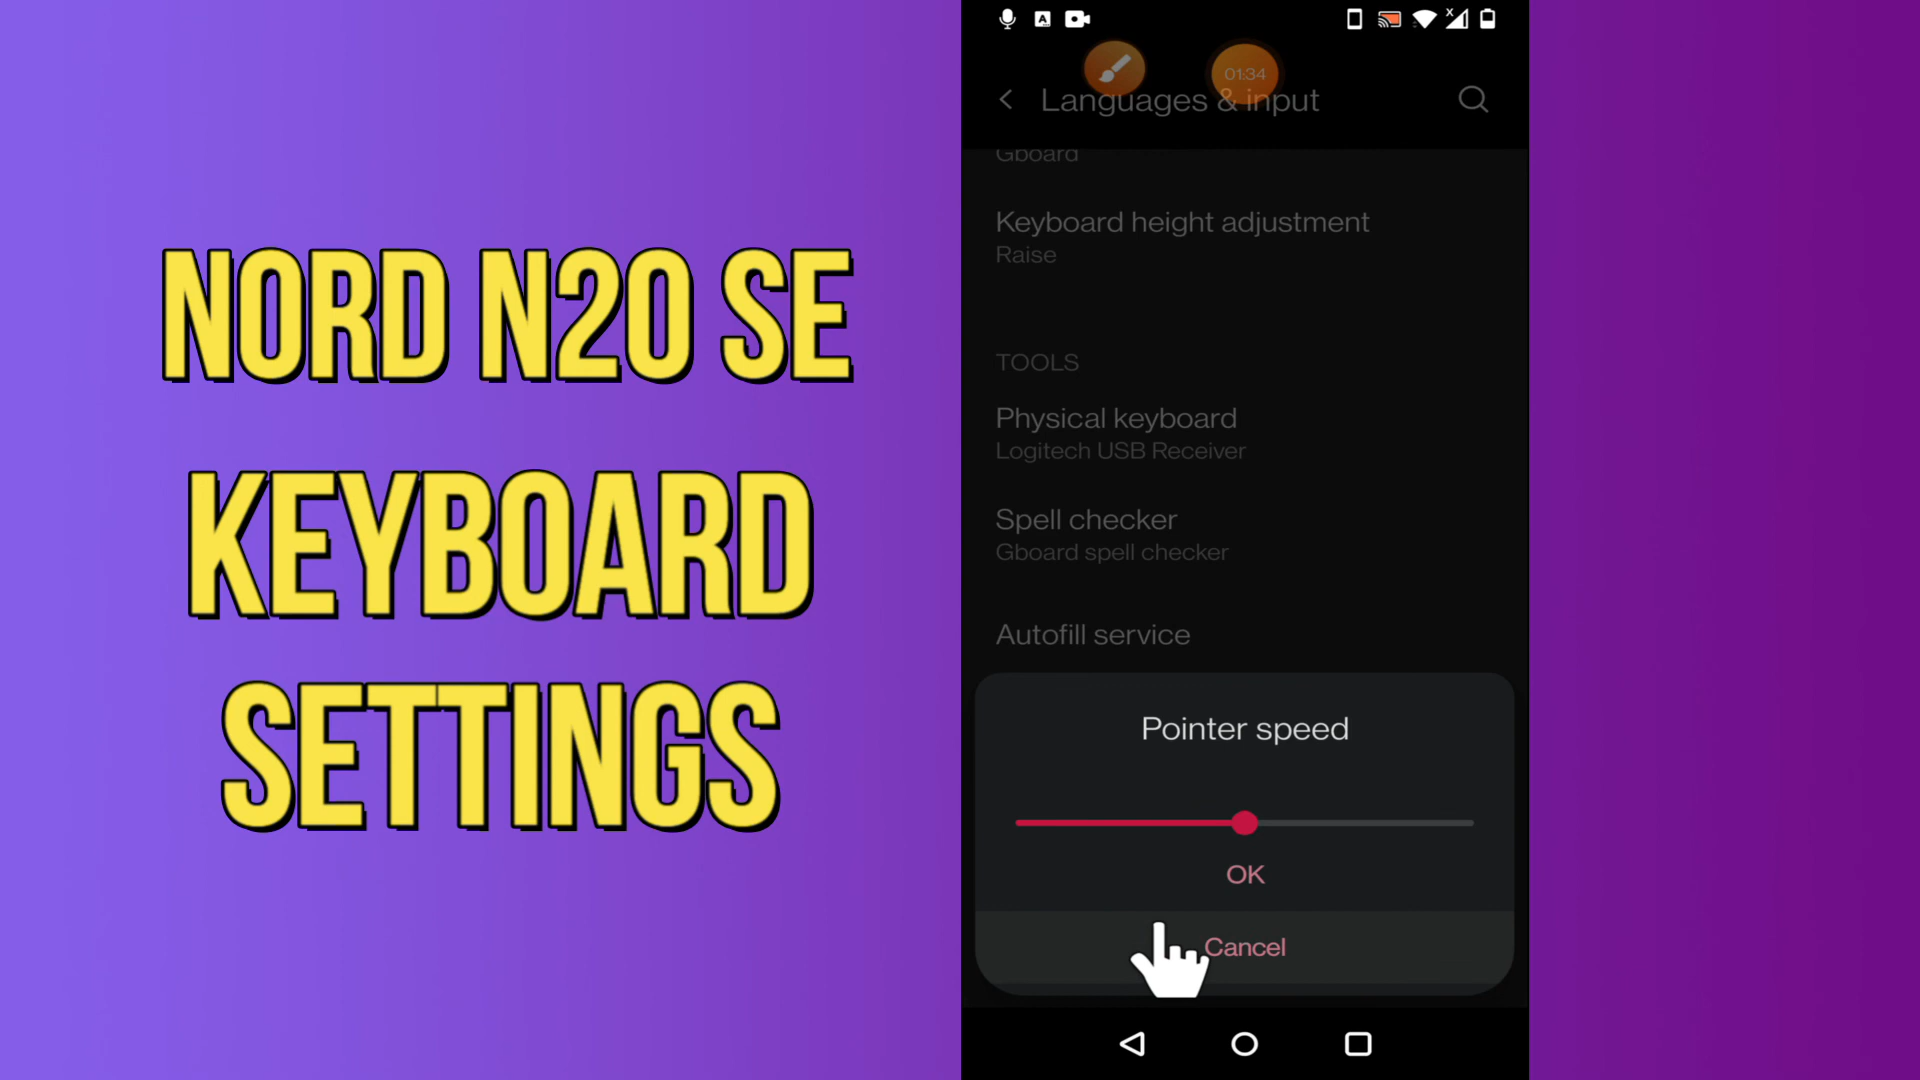 NORD N20 SE
KEYBOARD
SETTINGS
A
x
01:34
Languages & input
Gboard
Keyboard height adjustment
Raise
TOOLS
Physical keyboard
Logitech USB Receiver
Spell checker
Gboard spell checker
Autofill service
Pointer speed
OK
Cancel